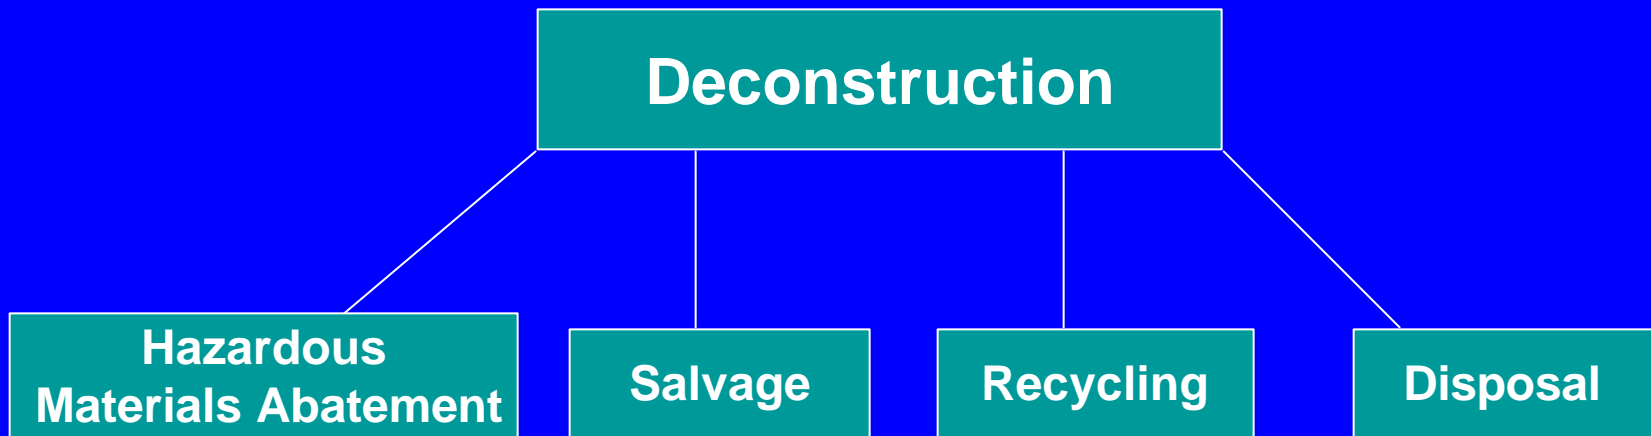 Deconstruction
Hazardous
Materials Abatement
Salvage
Recycling
Disposal